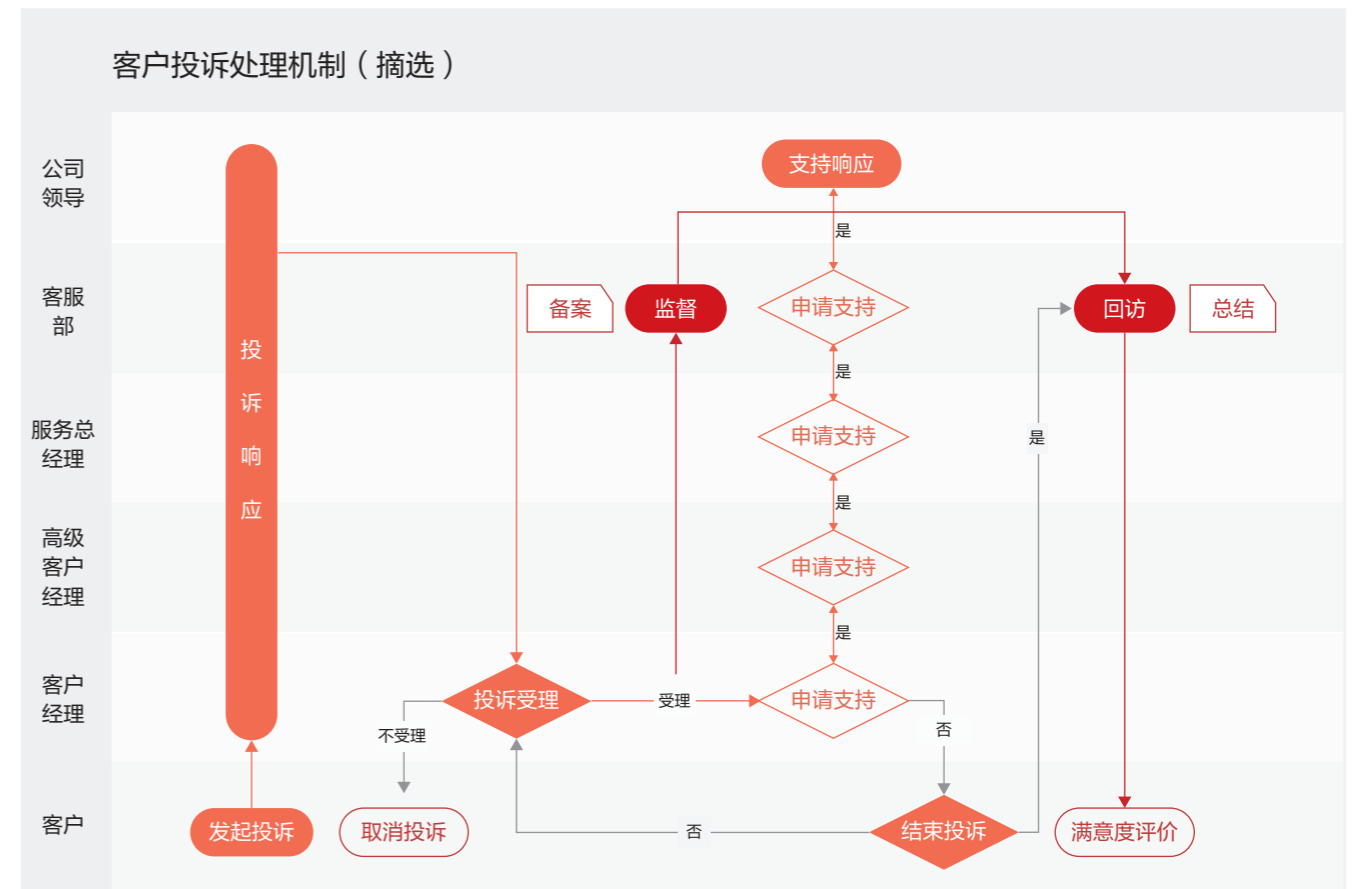 客户投诉处理机制（摘选）
公司
领导
支持响应
是
客服
部
备案
监督
申请支持
回访
总结
投
诉
响
应
是
服务总
经理
申请支持
是
是
高级
客户
经理
申请支持
是
客户
经理
投诉受理
受理
申请支持
不受理
否
客户
发起投诉
取消投诉
否
结束投诉
满意度评价